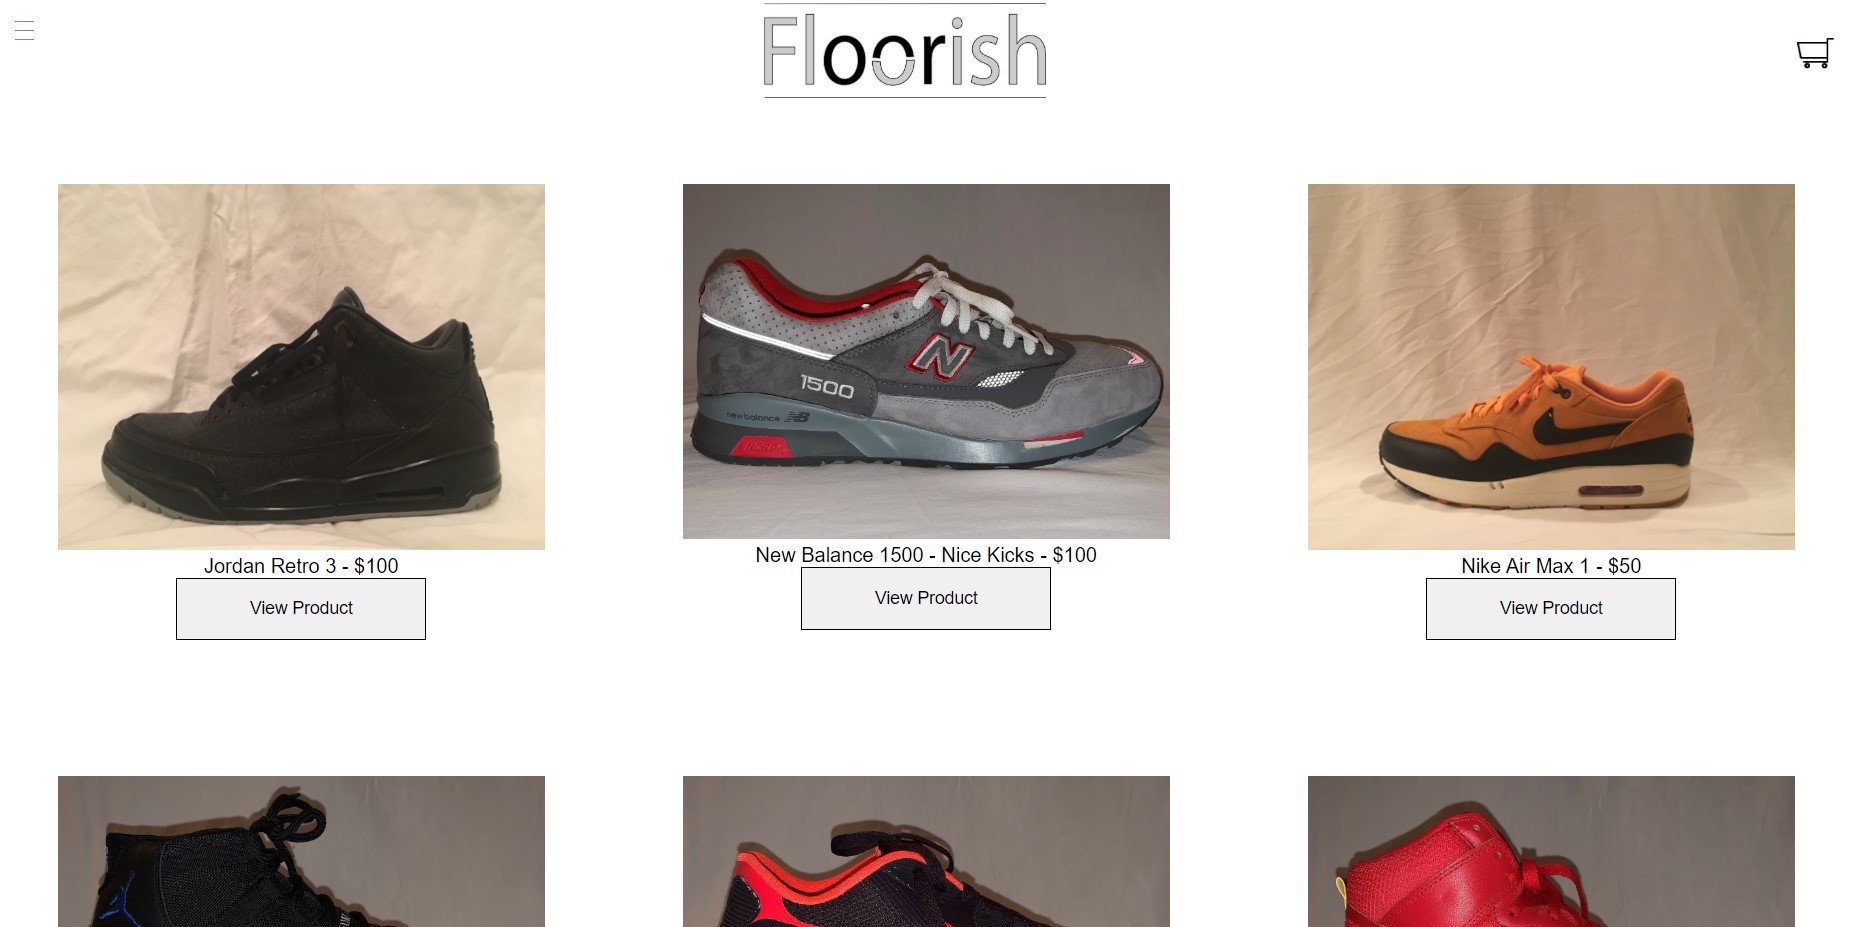 Floorish
1500
N
new balance
Jordan Retro 3 - $100
New Balance 1500 - Nice Kicks - $100
Nike Air Max 1 - $50
View Product
View Product
View Product